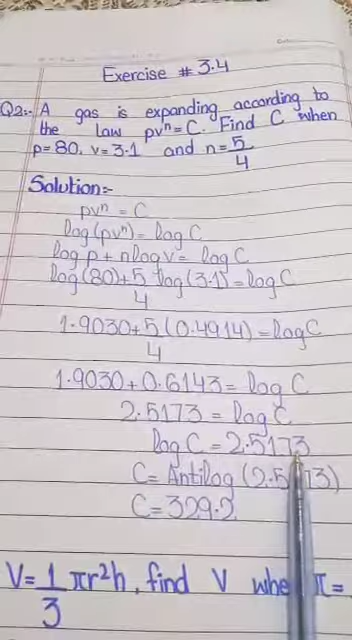 Exercise # 3.4
Q2:- A gas is expanding according to
the law pvⁿ = C. Find C when
p = 80, v = 3.1 and n = 5/4
Solution:-
pvⁿ = C
log(pvⁿ) = log C
log p + n log v = log C
log(80) + 5/4 log(3.1) = log C
1.9030 + 5/4 (0.4914) = log C
1.9030 + 0.6143 = log C
2.5173 = log C
log C = 2.5173
C = Antilog (2.5173)
C = 329.2
V = 1/3 πr²h, find V when π =